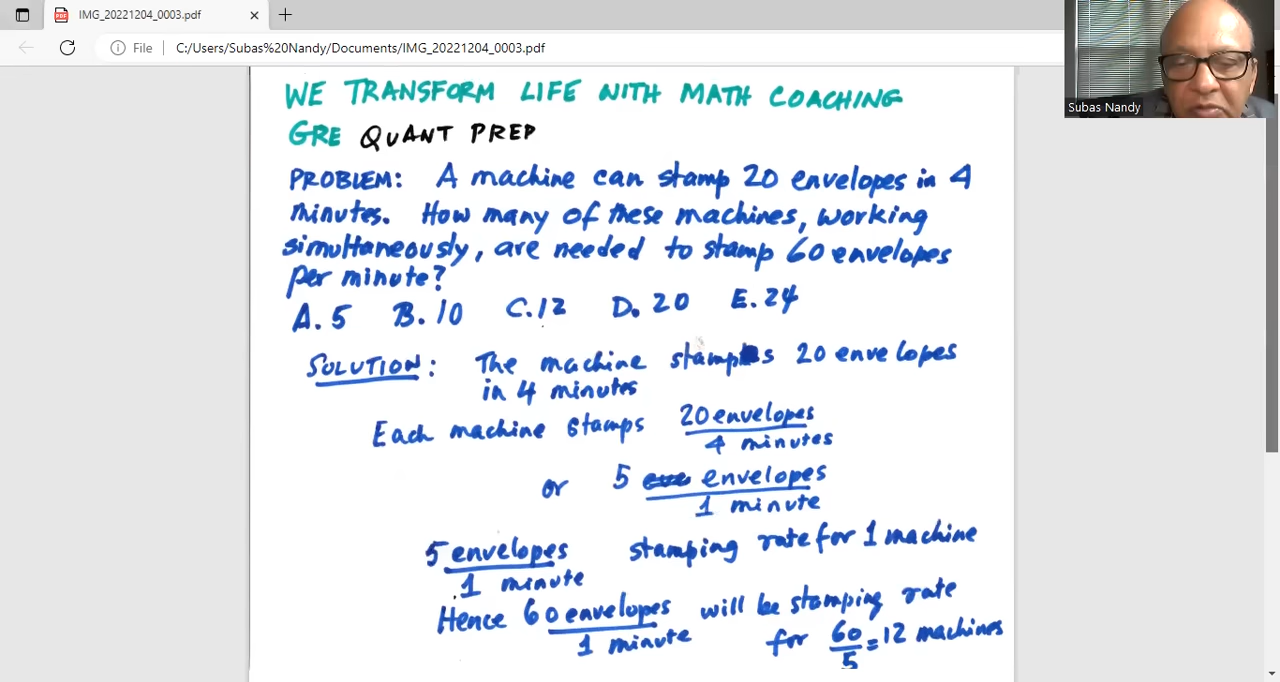 IMG_20221204_0003.pdf
File
C:/Users/Subas%20Nandy/Documents/IMG_20221204_0003.pdf
Subas Nandy
WE TRANSFORM LIFE WITH MATH COACHING
GRE QUANT PREP
PROBLEM: A machine can stamp 20 envelopes in 4
minutes. How many of these machines, working
simultaneously, are needed to stamp 60 envelopes
per minute?
A. 5 B. 10 C. 12 D. 20 E. 24
SOLUTION: The machine stamps 20 envelopes
in 4 minutes
Each machine stamps 20 envelopes
4 minutes
or 5 envelopes
1 minute
5 envelopes stamping rate for 1 machine
1 minute
Hence 60 envelopes will be stamping rate
1 minute for 60/5 = 12 machines